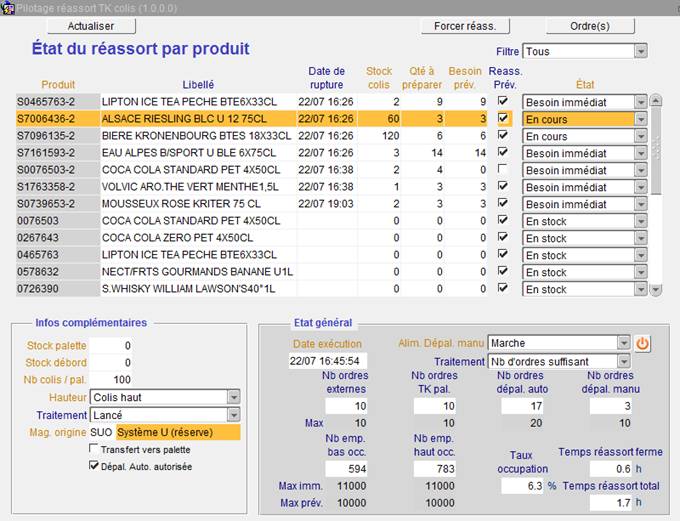 Pilotage réassort TK colis (1.0.0.0)
Actualiser Forcer réass. Ordre(s)
État du réassort par produit
Filtre Tous
Produit Libellé Date de rupture Stock colis Qté à préparer Besoin prév. Reass. Prév. État
S0465763-2 LIPTON ICE TEA PECHE BTE6X33CL 22/07 16:26 2 9 9 Besoin immédiat
S7006436-2 ALSACE RIESLING BLC U 12 75CL 22/07 16:26 60 3 3 En cours
S7096135-2 BIERE KRONENBOURG BTES 18X33CL 22/07 16:26 120 6 6 Besoin immédiat
S7161593-2 EAU ALPES B/SPORT U BLE 6X75CL 22/07 16:26 3 14 14 Besoin immédiat
S0076503-2 COCA COLA STANDARD PET 4X50CL 22/07 16:38 2 4 0 Besoin immédiat
S1763358-2 VOLVIC ARO.THE VERT MENTHE1,5L 22/07 16:38 1 3 3 Besoin immédiat
S0739653-2 MOUSSEUX ROSE KRITER 75 CL 22/07 19:03 2 3 3 Besoin immédiat
0076503 COCA COLA STANDARD PET 4X50CL 0 0 0 En stock
0267643 COCA COLA ZERO PET 4X50CL 0 0 0 En stock
0465763 LIPTON ICE TEA PECHE BTE6X33CL 0 0 0 En stock
0578632 NECT/FRTS GOURMANDS BANANE U1L 0 0 0 En stock
0726390 S.WHISKY WILLIAM LAWSON'S40°1L 0 0 0 En stock
Infos complémentaires
Stock palette 0
Stock débord 0
Nb colis / pal. 100
Hauteur Colis haut
Traitement Lancé
Mag. origine SUO Système U (réserve)
Transfert vers palette
Dépal. Auto. autorisée
Etat général
Date exécution Alim. Dépal. manu Marche
22/07 16:45:54 Traitement Nb d'ordres suffisant
Nb ordres externes Nb ordres TK pal. Nb ordres dépal. auto Nb ordres dépal. manu
10 10 17 3
Max 10 10 20 10
Nb emp. bas occ. Nb emp. haut occ. Taux occupation Temps réassort ferme
594 783 6.3 % 0.6 h
Max imm. 11000 11000 Temps réassort total
Max prév. 10000 10000 1.7 h